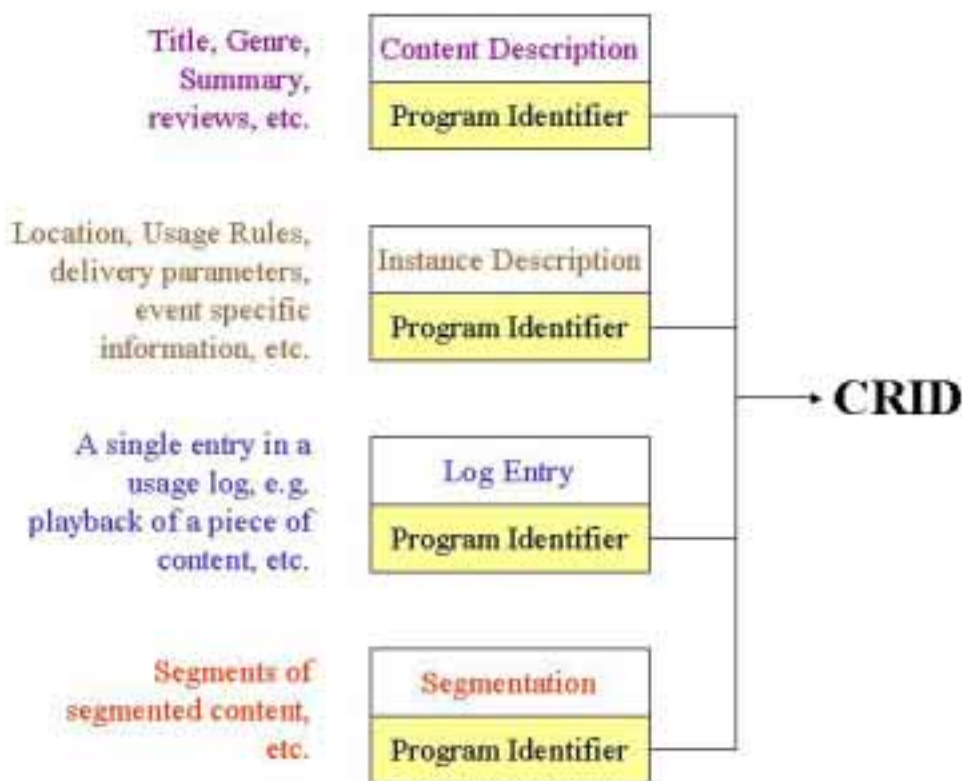 Title, Genre,
Summary,
reviews, etc.
Content Description
Program Identifier
Location, Usage Rules,
delivery parameters,
event specific
information, etc.
Instance Description
Program Identifier
CRID
A single entry in a
usage log, e.g.
playback of a piece of
content, etc.
Log Entry
Program Identifier
Segments of
segmented content,
etc.
Segmentation
Program Identifier